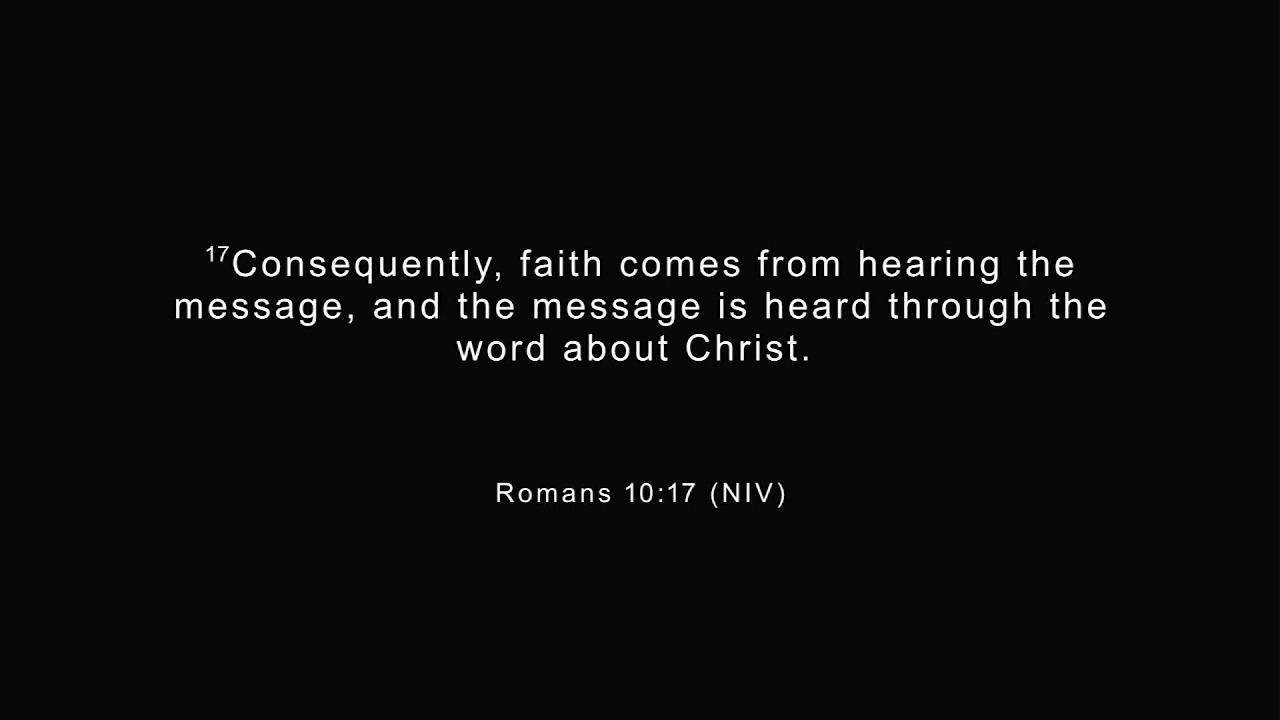 ¹⁷Consequently, faith comes from hearing the
message, and the message is heard through the
word about Christ.
Romans 10:17 (NIV)